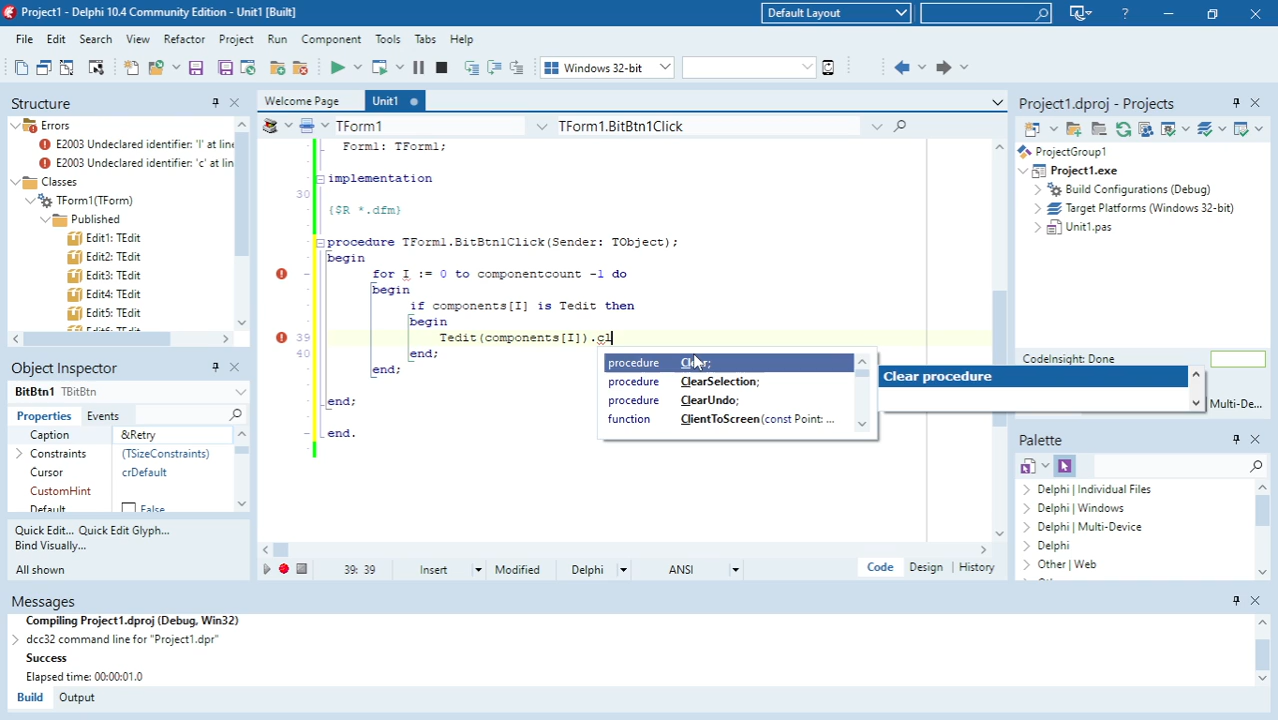 Project1 - Delphi 10.4 Community Edition - Unit1 [Built]
Default Layout
File Edit Search View Refactor Project Run Component Tools Tabs Help
Windows 32-bit
Structure
Errors
E2003 Undeclared identifier: 'I' at line
E2003 Undeclared identifier: 'c' at line
Classes
TForm1(TForm)
Published
Edit1: TEdit
Edit2: TEdit
Edit3: TEdit
Edit4: TEdit
Edit5: TEdit
Object Inspector
BitBtn1 TBitBtn
Properties Events
Caption &Retry
Constraints (TSizeConstraints)
Cursor crDefault
CustomHint
Default False
Quick Edit... Quick Edit Glyph...
Bind Visually...
All shown
Welcome Page Unit1
TForm1 TForm1.BitBtn1Click
Form1: TForm1;
implementation
30
{$R *.dfm}
procedure TForm1.BitBtn1Click(Sender: TObject);
begin
for I := 0 to componentcount -1 do
begin
if components[I] is Tedit then
begin
39 Tedit(components[I]).cl
40 end;
end;
end;
end.
procedure Clear;
procedure ClearSelection;
procedure ClearUndo;
function ClientToScreen(const Point: ...
Clear procedure
39: 39 Insert Modified Delphi ANSI
Code Design History
Project1.dproj - Projects
ProjectGroup1
Project1.exe
Build Configurations (Debug)
Target Platforms (Windows 32-bit)
Unit1.pas
CodeInsight: Done
Multi-De...
Palette
Delphi | Individual Files
Delphi | Windows
Delphi | Multi-Device
Delphi
Other | Web
Messages
Compiling Project1.dproj (Debug, Win32)
dcc32 command line for "Project1.dpr"
Success
Elapsed time: 00:00:01.0
Build Output